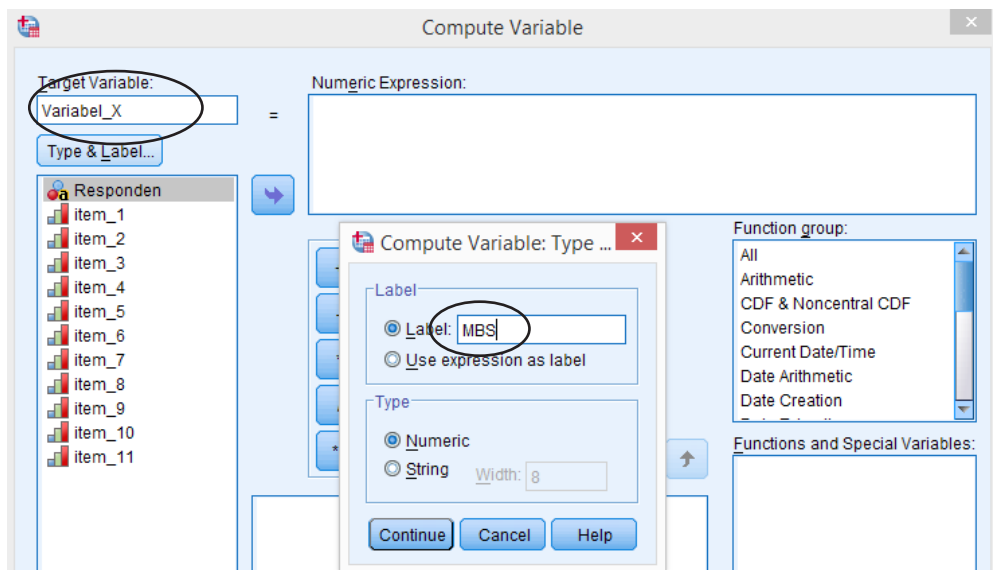 Compute Variable
Target Variable:
Numeric Expression:
Variabel_X
=
Type & Label...
Responden
item_1
item_2
item_3
item_4
item_5
item_6
item_7
item_8
item_9
item_10
item_11
Compute Variable: Type ...
Label
Label: MBS
Use expression as label
Type
Numeric
String
Width: 8
Continue
Cancel
Help
Function group:
All
Arithmetic
CDF & Noncentral CDF
Conversion
Current Date/Time
Date Arithmetic
Date Creation
Functions and Special Variables: